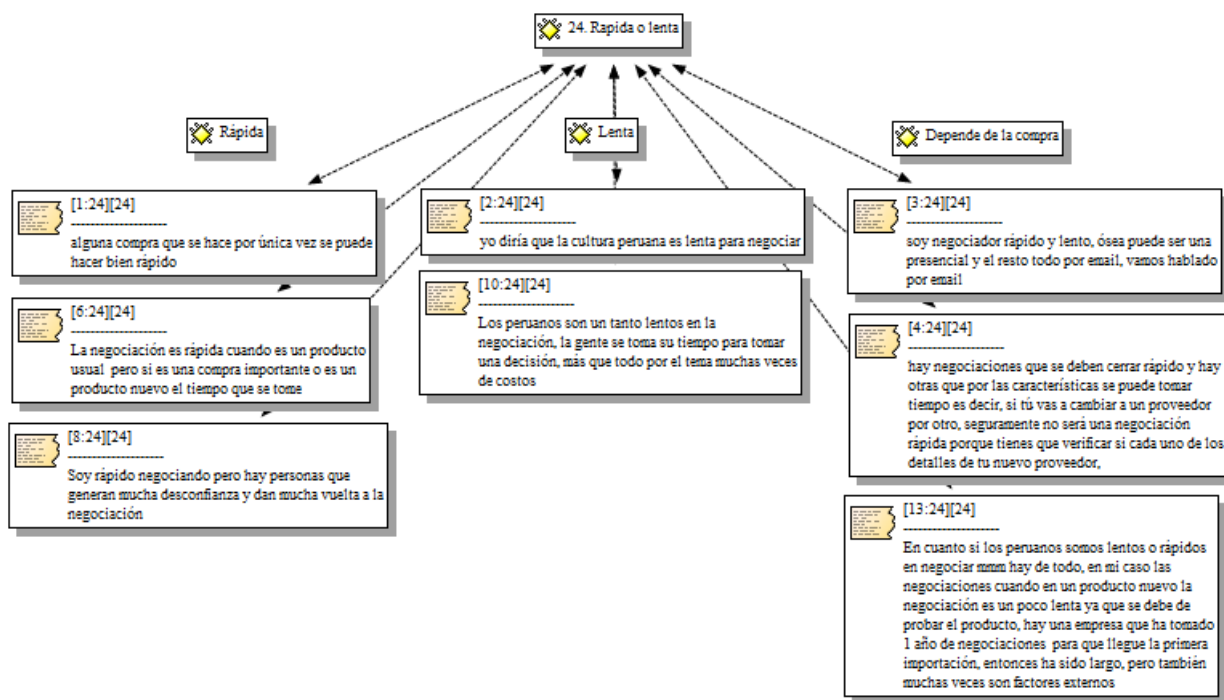 24. Rapida o lenta
Rápida
[1:24][24]
--------------------
alguna compra que se hace por única vez se puede
hacer bien rápido
[6:24][24]
--------------------
La negociación es rápida cuando es un producto
usual pero si es una compra importante o es un
producto nuevo el tiempo que se tome
[8:24][24]
--------------------
Soy rápido negociando pero hay personas que
generan mucha desconfianza y dan mucha vuelta a la
negociación
Lenta
[2:24][24]
--------------------
yo diría que la cultura peruana es lenta para negociar
[10:24][24]
--------------------
Los peruanos son un tanto lentos en la
negociación, la gente se toma su tiempo para tomar
una decisión, más que todo por el tema muchas veces
de costos
Depende de la compra
[3:24][24]
--------------------
soy negociador rápido y lento, ósea puede ser una
presencial y el resto todo por email, vamos hablado
por email
[4:24][24]
--------------------
hay negociaciones que se deben cerrar rápido y hay
otras que por las características se puede tomar
tiempo es decir, si tú vas a cambiar a un proveedor
por otro, seguramente no será una negociación
rápida porque tienes que verificar si cada uno de los
detalles de tu nuevo proveedor,
[13:24][24]
--------------------
En cuanto si los peruanos somos lentos o rápidos
en negociar mmm hay de todo, en mi caso las
negociaciones cuando en un producto nuevo la
negociación es un poco lenta ya que se debe de
probar el producto, hay una empresa que ha tomado
1 año de negociaciones para que llegue la primera
importación, entonces ha sido largo, pero también
muchas veces son factores externos